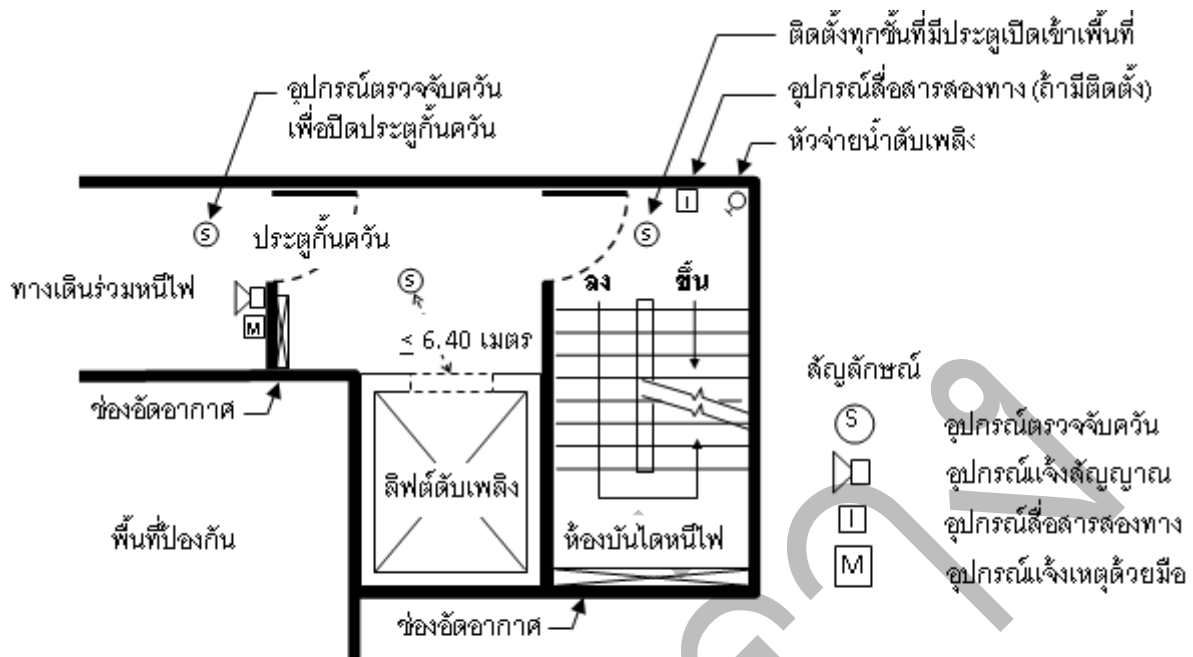 ติดตั้งทุกชั้นที่มีประตูเปิดเข้าพื้นที่
อุปกรณ์ตรวจจับควัน
เพื่อปิดประตูกั้นควัน
อุปกรณ์สื่อสารสองทาง (ถ้ามีติดตั้ง)
หัวจ่ายน้ำดับเพลิง
I
S
S
ประตูกั้นควัน
ทางเดินร่วมหนีไฟ
S
ลง
ขึ้น
M
≤ 6.40 เมตร
ช่องอัดอากาศ
ลิฟต์ดับเพลิง
พื้นที่ป้องกัน
ห้องบันไดหนีไฟ
ช่องอัดอากาศ
สัญลักษณ์
S อุปกรณ์ตรวจจับควัน
อุปกรณ์แจ้งสัญญาณ
I อุปกรณ์สื่อสารสองทาง
M อุปกรณ์แจ้งเหตุด้วยมือ